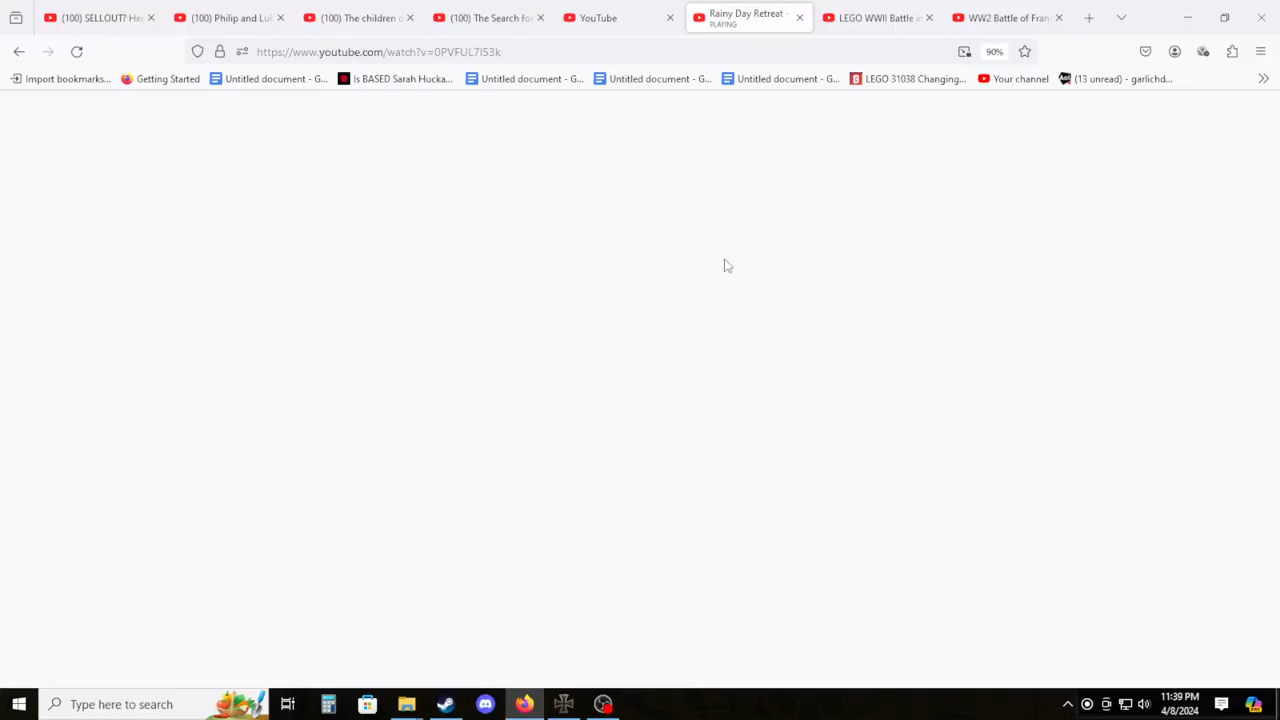 (100) SELLOUT? He
(100) Philip and Lu
(100) The children o
(100) The Search fo
YouTube
Rainy Day Retreat -
PLAYING
LEGO WWII Battle in
WW2 Battle of Fran
https://www.youtube.com/watch?v=0PVFUL7I53k
90%
Import bookmarks...
Getting Started
Untitled document - G...
Is BASED Sarah Hucka...
Untitled document - G...
Untitled document - G...
Untitled document - G...
LEGO 31038 Changing...
Your channel
(13 unread) - garlichd...
Type here to search
11:39 PM
4/8/2024